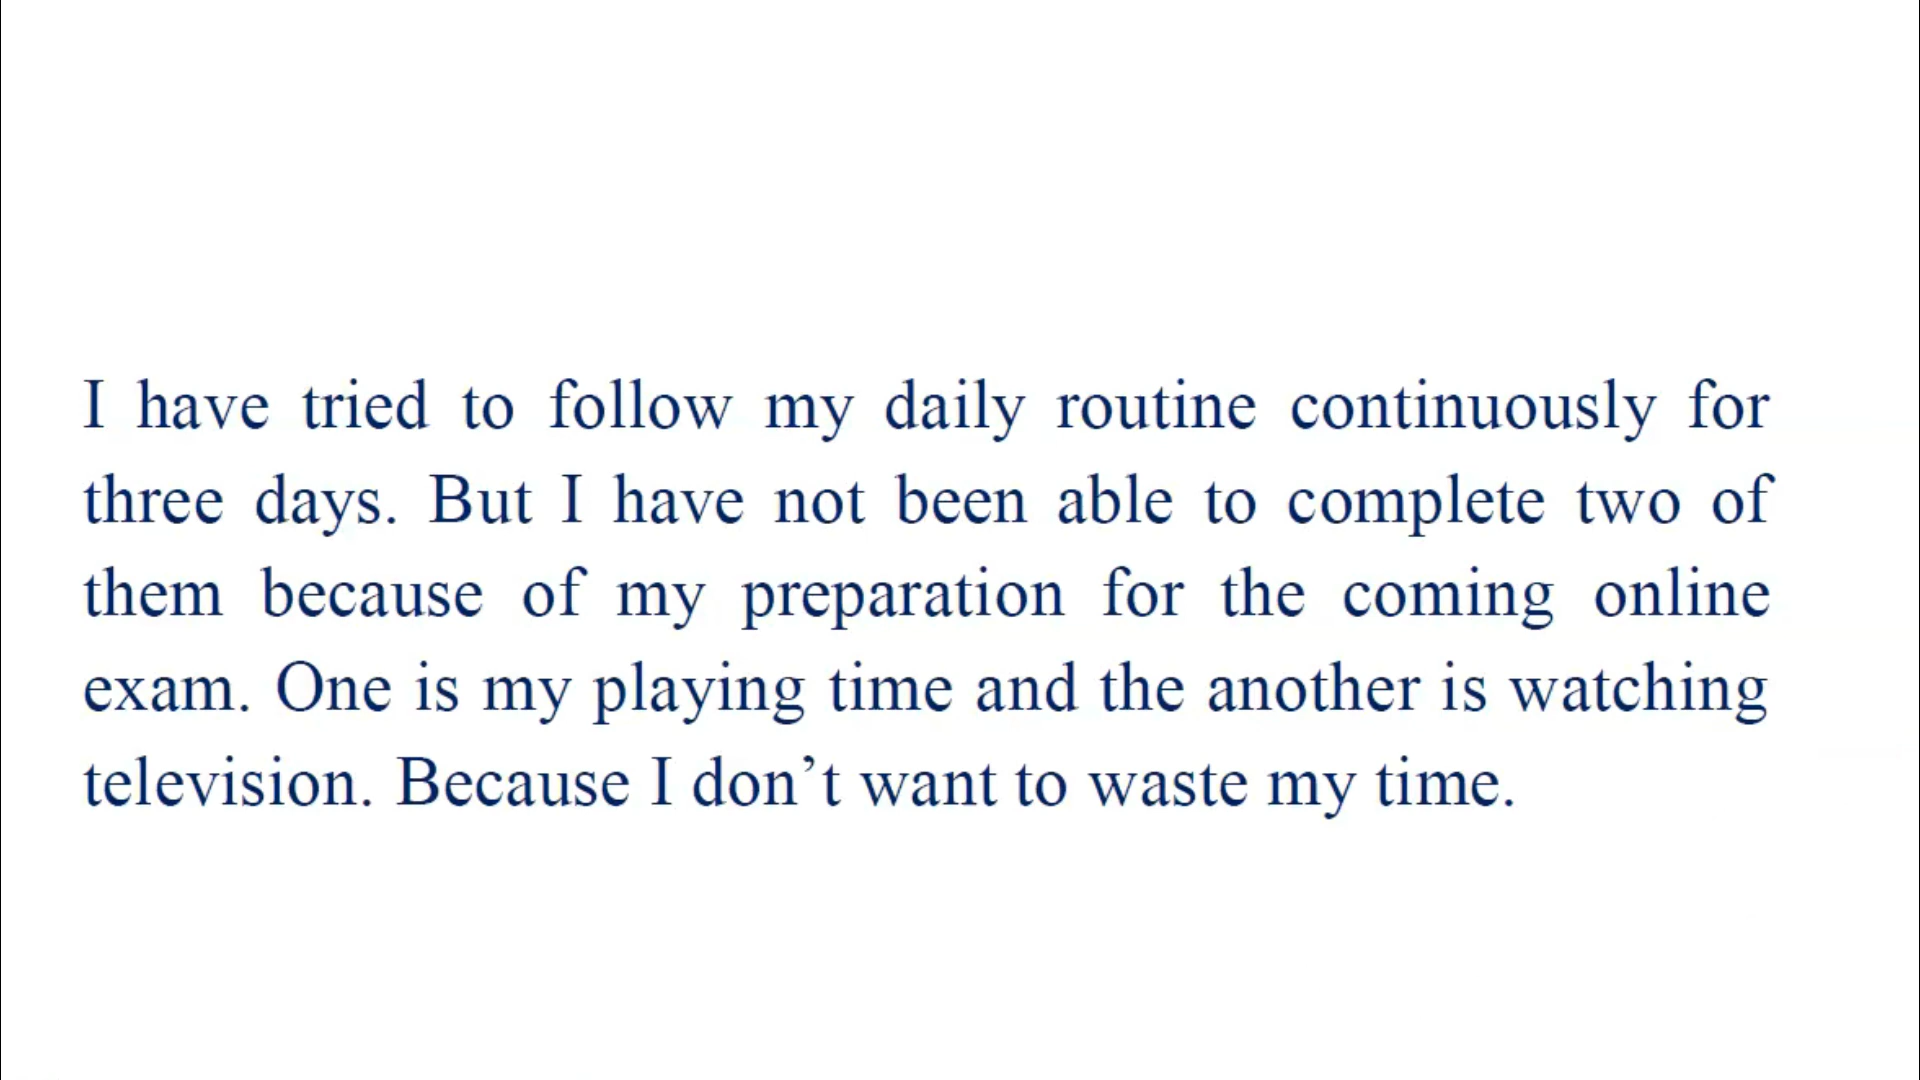 I have tried to follow my daily routine continuously for
three days. But I have not been able to complete two of
them because of my preparation for the coming online
exam. One is my playing time and the another is watching
television. Because I don’t want to waste my time.